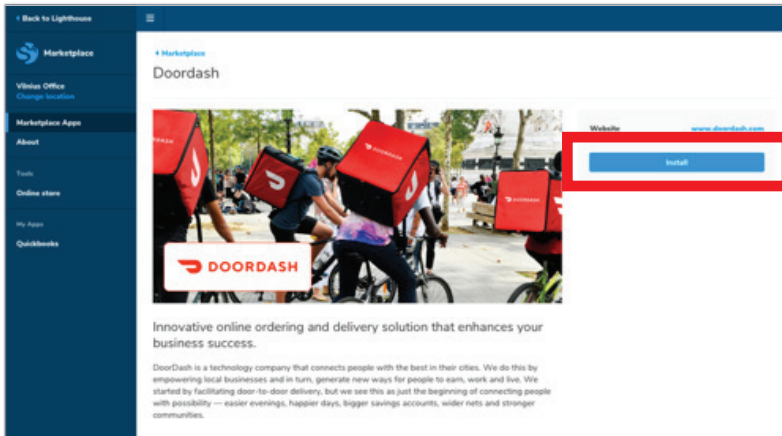 Back to Lighthouse
Marketplace
Vilnius Office
Change location
Marketplace Apps
About
Tools
Online store
My Apps
Quickbooks
Marketplace
Doordash
DOORDASH
DOORDASH
DOORDASH
Website www.doordash.com
Install
Innovative online ordering and delivery solution that enhances your
business success.
DoorDash is a technology company that connects people with the best in their cities. We do this by
empowering local businesses and in turn, generate new ways for people to earn, work and live. We
started by facilitating door-to-door delivery, but we see this as just the beginning of connecting people
with possibility — easier evenings, happier days, bigger savings accounts, wider nets and stronger
communities.